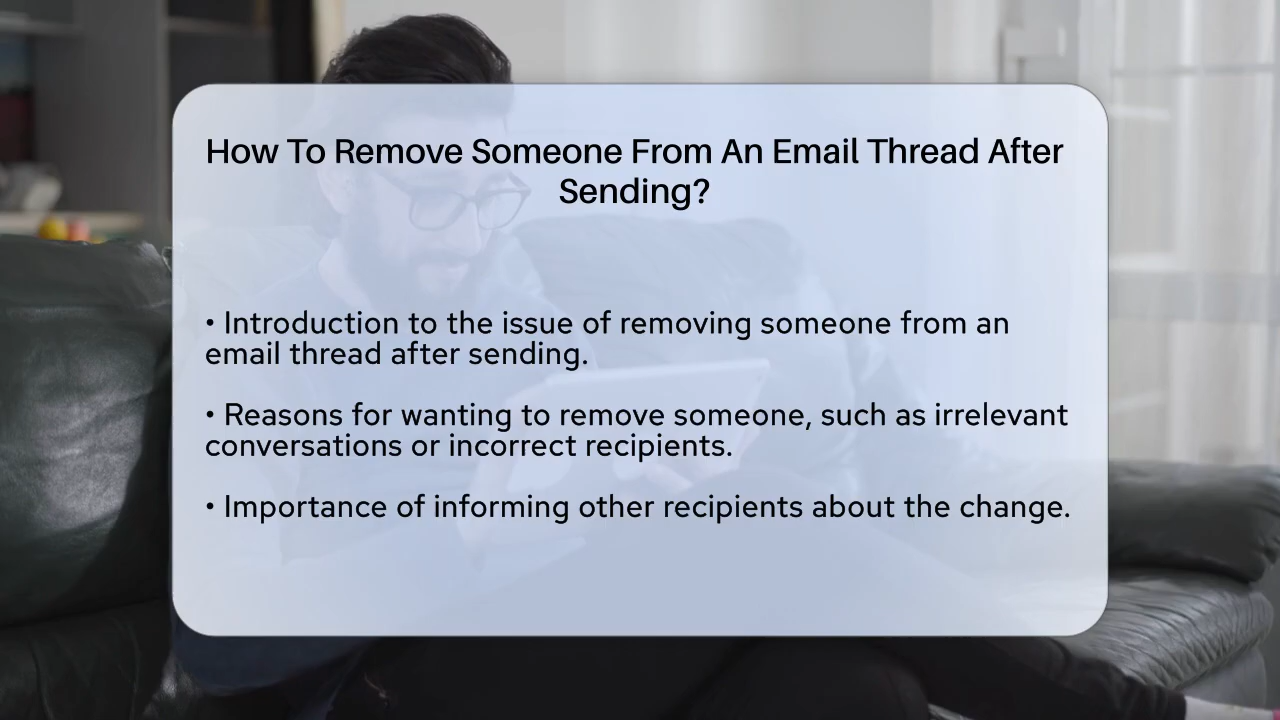 How To Remove Someone From An Email Thread After
Sending?
• Introduction to the issue of removing someone from an
email thread after sending.
• Reasons for wanting to remove someone, such as irrelevant
conversations or incorrect recipients.
• Importance of informing other recipients about the change.